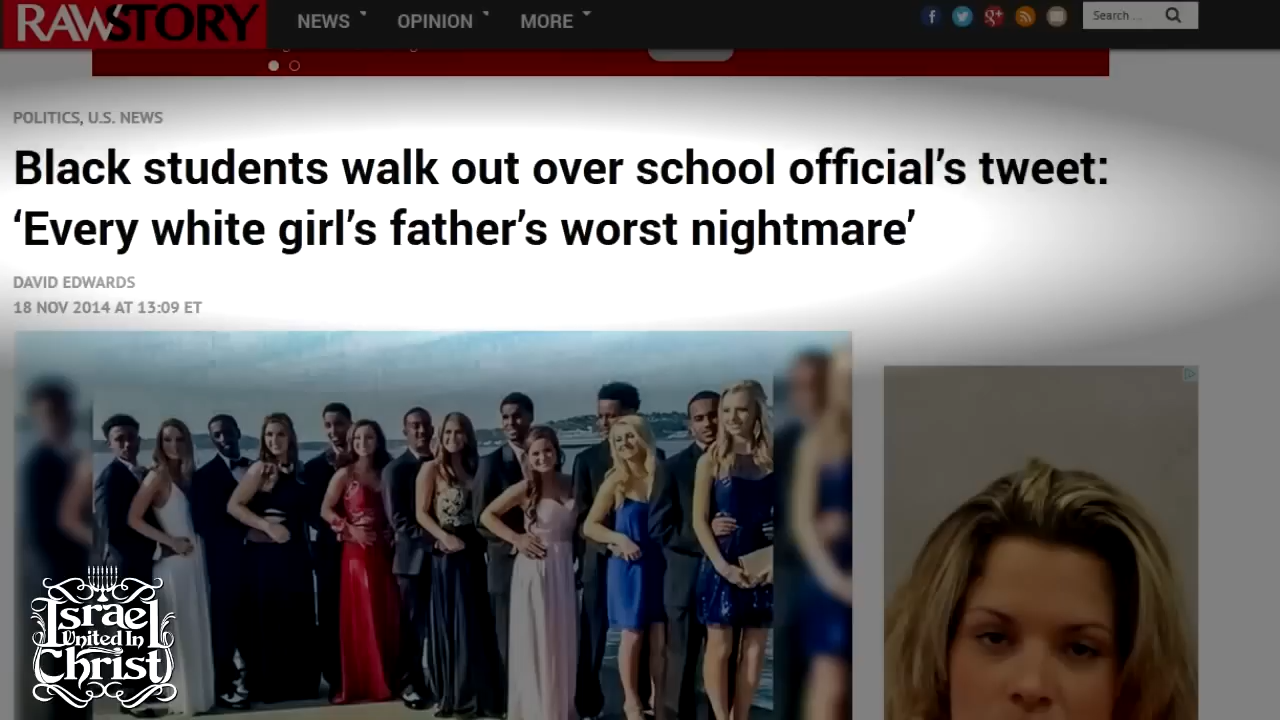 RAWSTORY
NEWS
OPINION
MORE
Search ...
POLITICS, U.S. NEWS
Black students walk out over school official’s tweet:
‘Every white girl’s father’s worst nightmare’
DAVID EDWARDS
18 NOV 2014 AT 13:09 ET
Israel
United In
Christ